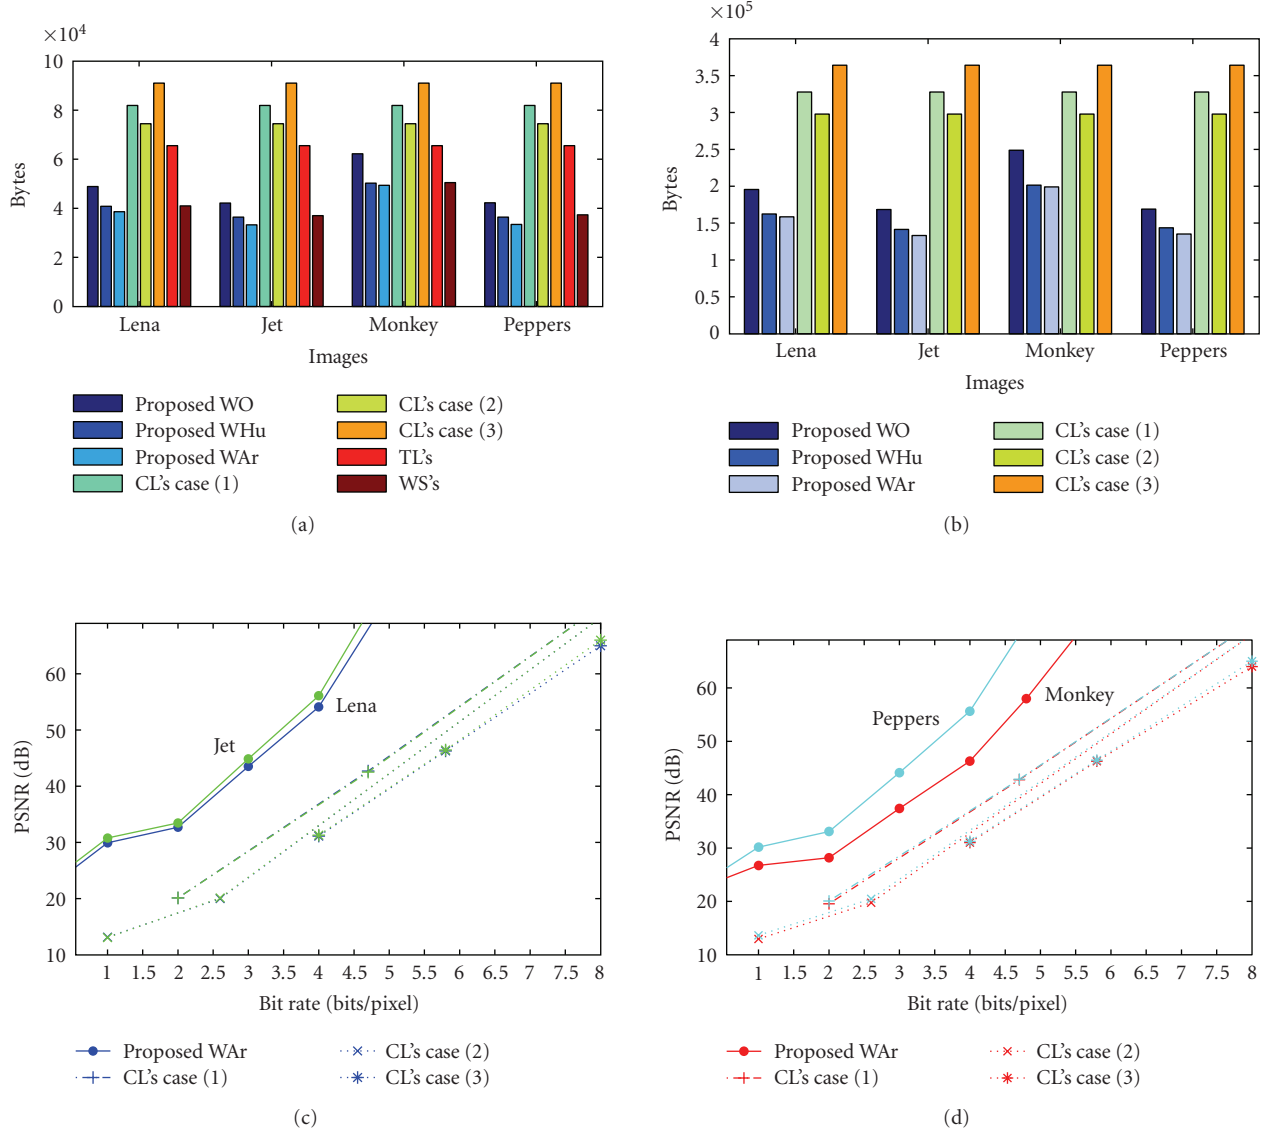 ×10⁴
10
8
6
4
2
0
Bytes
Lena Jet Monkey Peppers
Images
Proposed WO
Proposed WHu
Proposed WAr
CL's case (1)
CL's case (2)
CL's case (3)
TL's
WS's
(a)
×10⁵
4
3.5
3
2.5
2
1.5
1
0.5
0
Bytes
Lena Jet Monkey Peppers
Images
Proposed WO
Proposed WHu
Proposed WAr
CL's case (1)
CL's case (2)
CL's case (3)
(b)
60
50
40
30
20
10
PSNR (dB)
Jet
Lena
1 1.5 2 2.5 3 3.5 4 4.5 5 5.5 6 6.5 7 7.5 8
Bit rate (bits/pixel)
Proposed WAr
CL's case (1)
CL's case (2)
CL's case (3)
(c)
60
50
40
30
20
10
PSNR (dB)
Peppers
Monkey
1 1.5 2 2.5 3 3.5 4 4.5 5 5.5 6 6.5 7 7.5 8
Bit rate (bits/pixel)
Proposed WAr
CL's case (1)
CL's case (2)
CL's case (3)
(d)